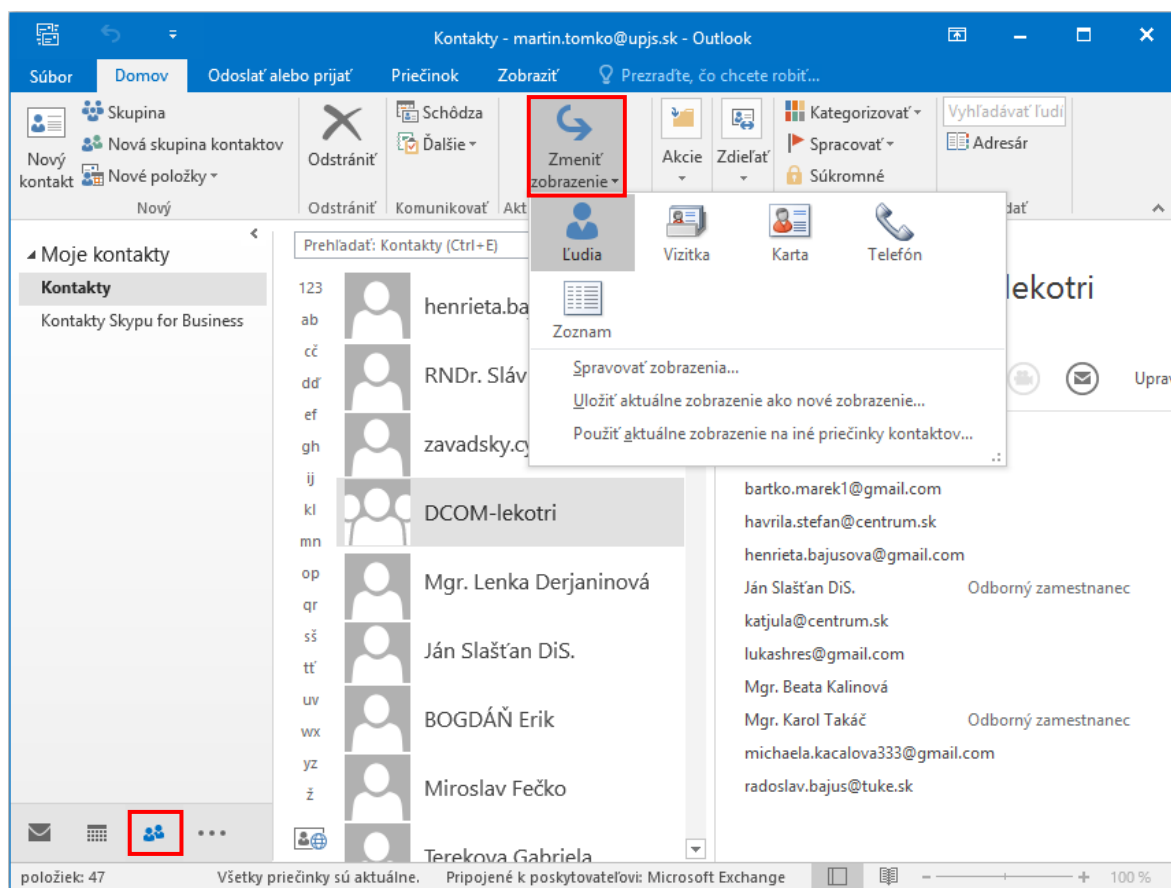 Kontakty - martin.tomko@upjs.sk - Outlook
Súbor Domov Odoslať alebo prijať Priečinok Zobraziť Prezraďte, čo chcete robiť...
Nový kontakt
Skupina
Nová skupina kontaktov
Nové položky
Nový
Odstrániť
Odstrániť
Schôdza
Ďalšie
Komunikovať
Zmeniť
zobrazenie
Akt
Akcie
Zdieľať
Kategorizovať
Spracovať
Súkromné
Vyhľadávať ľudí
Adresár
dať
Ľudia Vizitka Karta Telefón
Zoznam
Spravovať zobrazenia...
Uložiť aktuálne zobrazenie ako nové zobrazenie...
Použiť aktuálne zobrazenie na iné priečinky kontaktov...
Moje kontakty
Kontakty
Kontakty Skypu for Business
Prehľadať: Kontakty (Ctrl+E)
123
ab
cč
dď
ef
gh
ij
kl
mn
op
qr
sš
tť
uv
wx
yz
ž
henrieta.ba
RNDr. Sláv
zavadsky.cy
DCOM-lekotri
Mgr. Lenka Derjaninová
Ján Slašťan DiS.
BOGDÁŇ Erik
Miroslav Fečko
Terekova Gabriela
lekotri
Uprav
bartko.marek1@gmail.com
havrila.stefan@centrum.sk
henrieta.bajusova@gmail.com
Ján Slašťan DiS. Odborný zamestnanec
katjula@centrum.sk
lukashres@gmail.com
Mgr. Beata Kalinová
Mgr. Karol Takáč Odborný zamestnanec
michaela.kacalova333@gmail.com
radoslav.bajus@tuke.sk
položiek: 47 Všetky priečinky sú aktuálne. Pripojené k poskytovateľovi: Microsoft Exchange 100 %